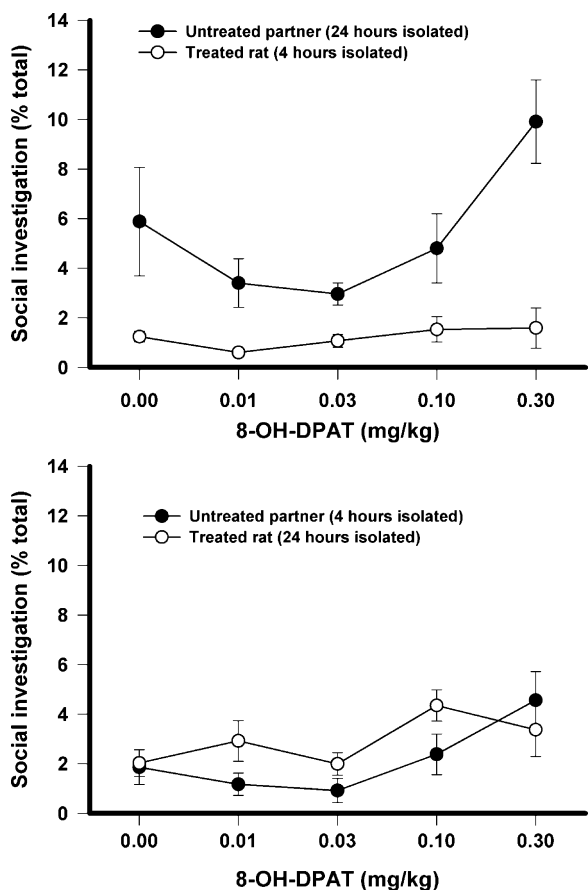 14
Untreated partner (24 hours isolated)
Treated rat (4 hours isolated)
12
10
8
6
4
2
0
Social investigation (% total)
0.00 0.01 0.03 0.10 0.30
8-OH-DPAT (mg/kg)
14
12
Untreated partner (4 hours isolated)
Treated rat (24 hours isolated)
10
8
6
4
2
0
Social investigation (% total)
0.00 0.01 0.03 0.10 0.30
8-OH-DPAT (mg/kg)